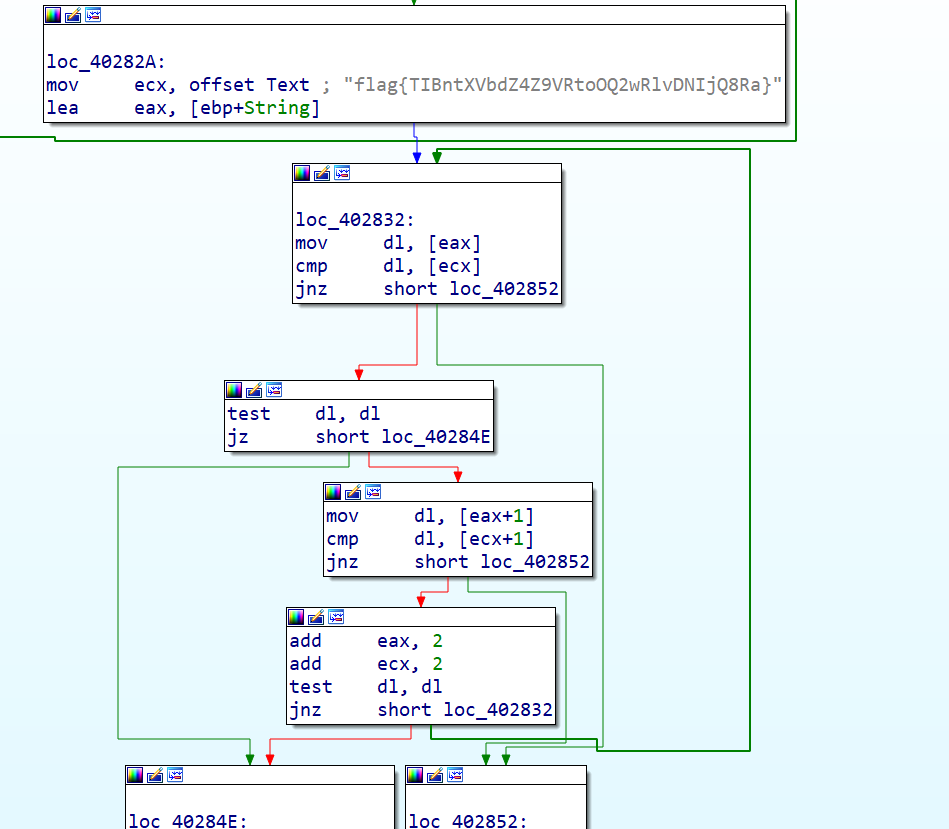 loc_40282A:
mov ecx, offset Text ; "flag{TIBntXVbdZ4Z9VRtoOQ2wRlvDNIjQ8Ra}"
lea eax, [ebp+String]
loc_402832:
mov dl, [eax]
cmp dl, [ecx]
jnz short loc_402852
test dl, dl
jz short loc_40284E
mov dl, [eax+1]
cmp dl, [ecx+1]
jnz short loc_402852
add eax, 2
add ecx, 2
test dl, dl
jnz short loc_402832
loc_40284E:
loc_402852: